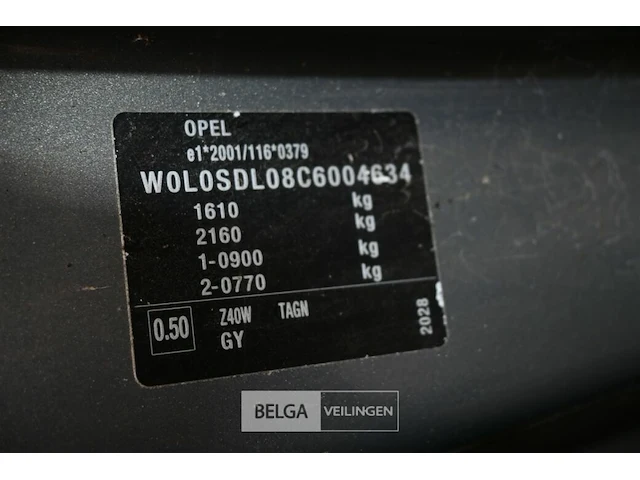 OPEL
e1*2001/116*0379
W0L0SDL08C6004634
1610 kg
2160 kg
1-0900 kg
2-0770 kg
0.50 Z40W TAGN
GY
2028
BELGA VEILINGEN